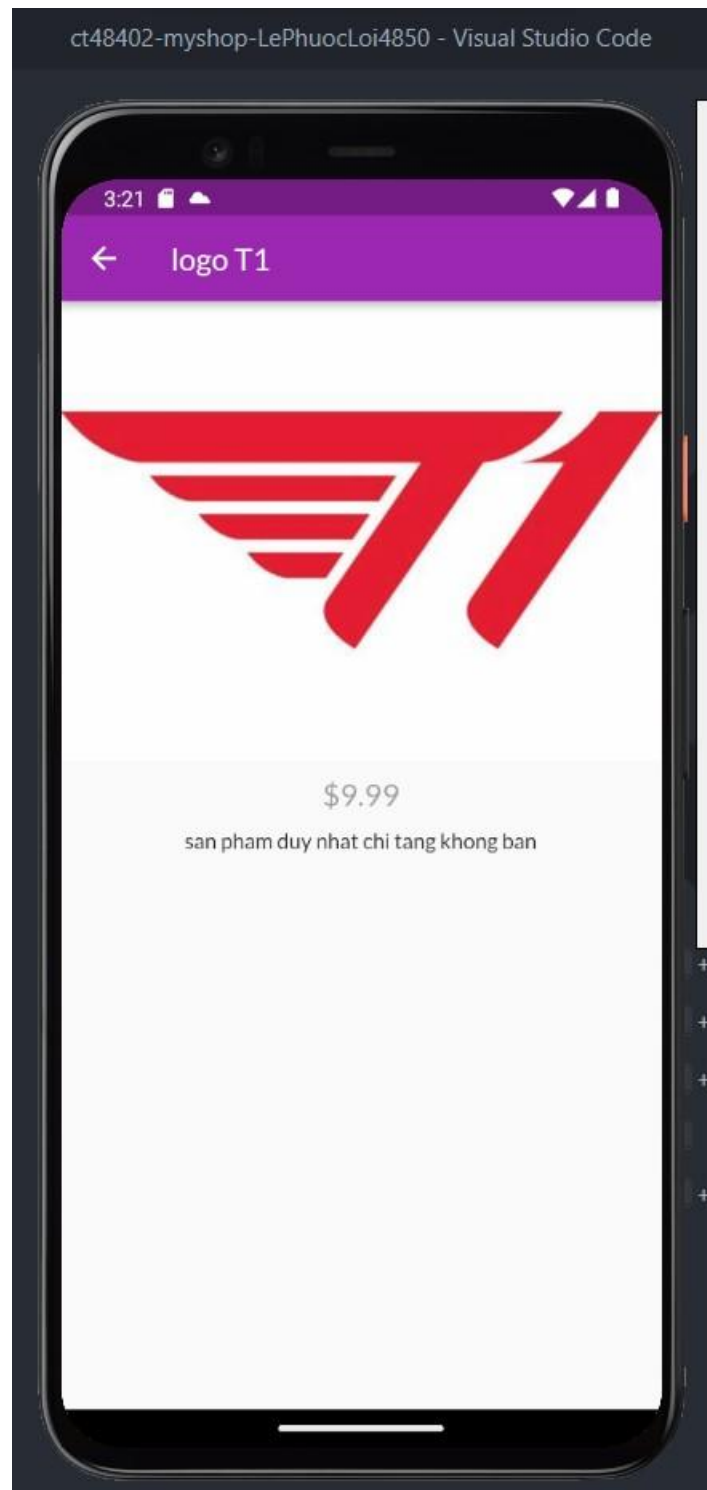 ct48402-myshop-LePhuocLoi4850 - Visual Studio Code
3:21
logo T1
T1
$9.99
san pham duy nhat chi tang khong ban